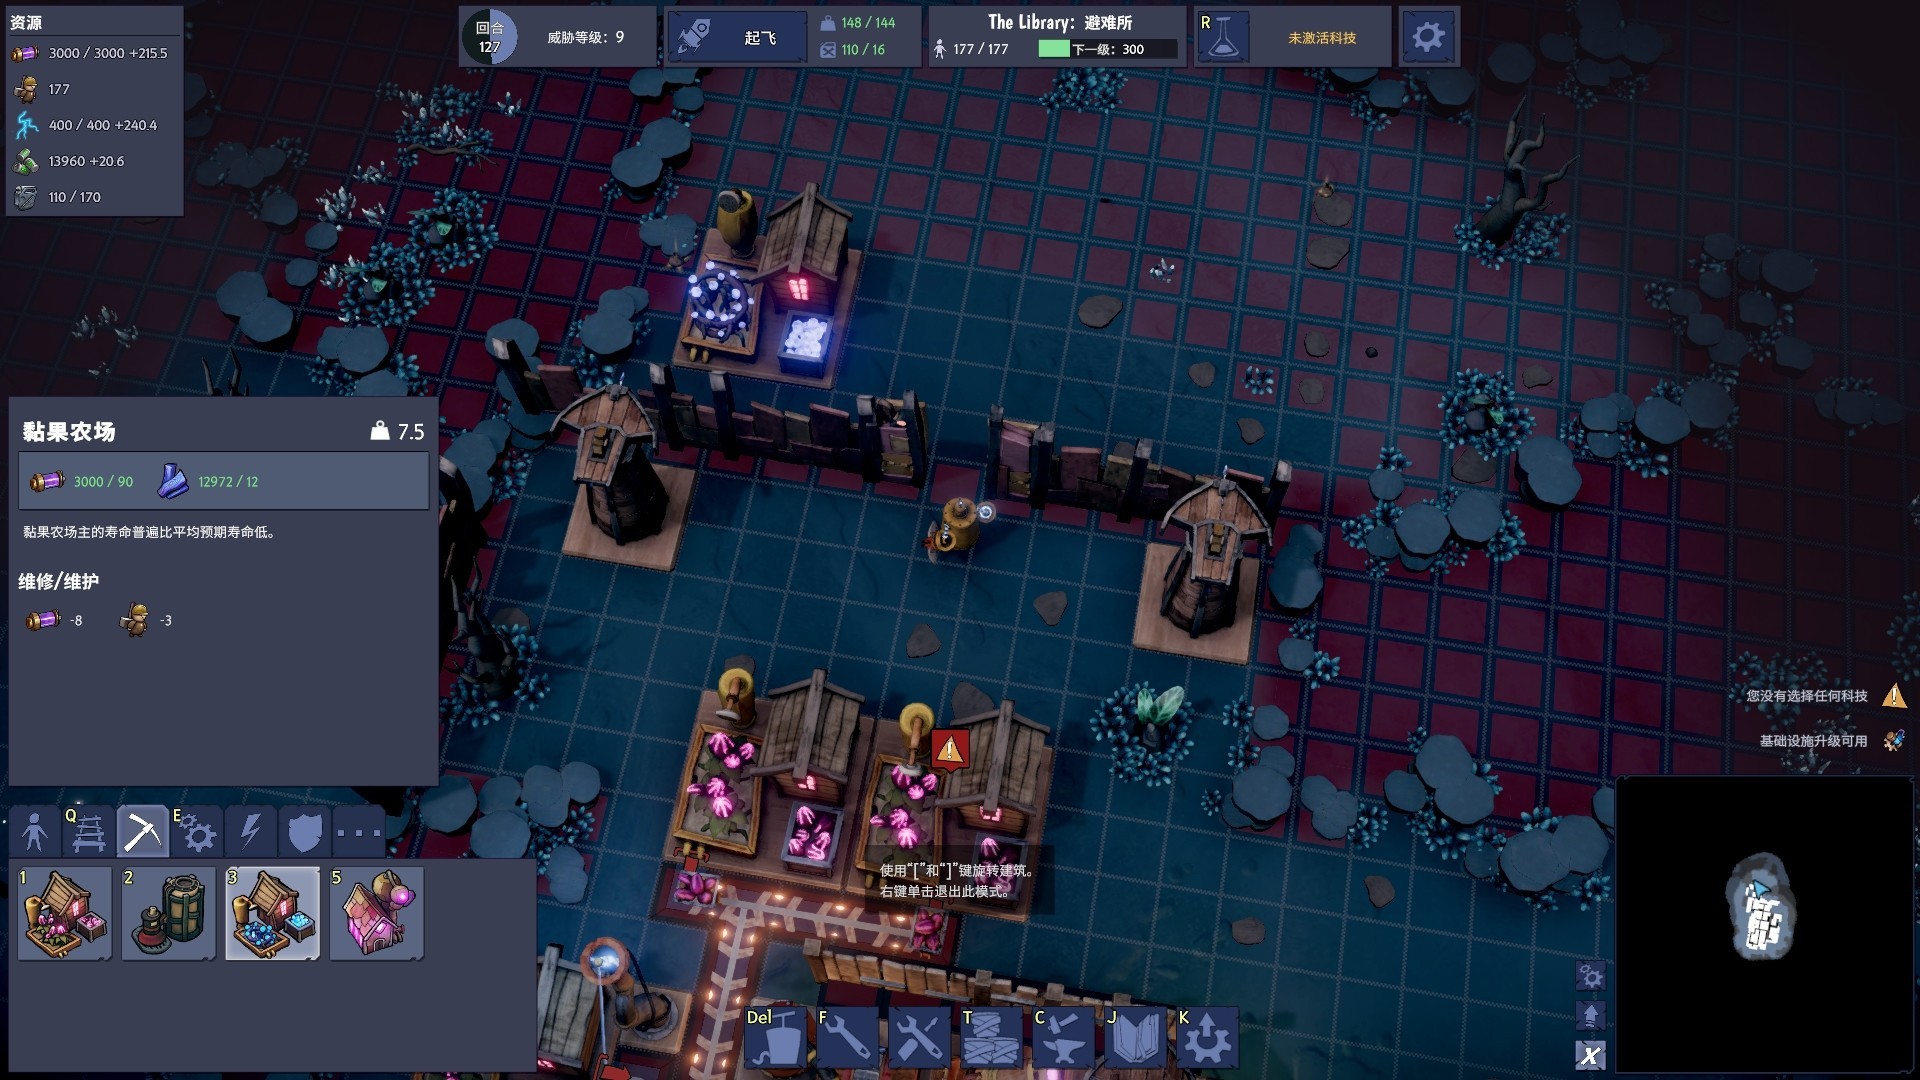 资源
3000 / 3000 +215.5
177
400 / 400 +240.4
13960 +20.6
110 / 170
回合
127
威胁等级：9
起飞
148 / 144
110 / 16
The Library：避难所
177 / 177
下一级：300
R
未激活科技
黏果农场
7.5
3000 / 90
12972 / 12
黏果农场主的寿命普遍比平均预期寿命低。
维修/维护
-8
-3
Q
E
1
2
3
5
使用“[”和“]”键旋转建筑。
右键单击退出此模式。
您没有选择任何科技
基础设施升级可用
Del
F
T
C
J
K
X